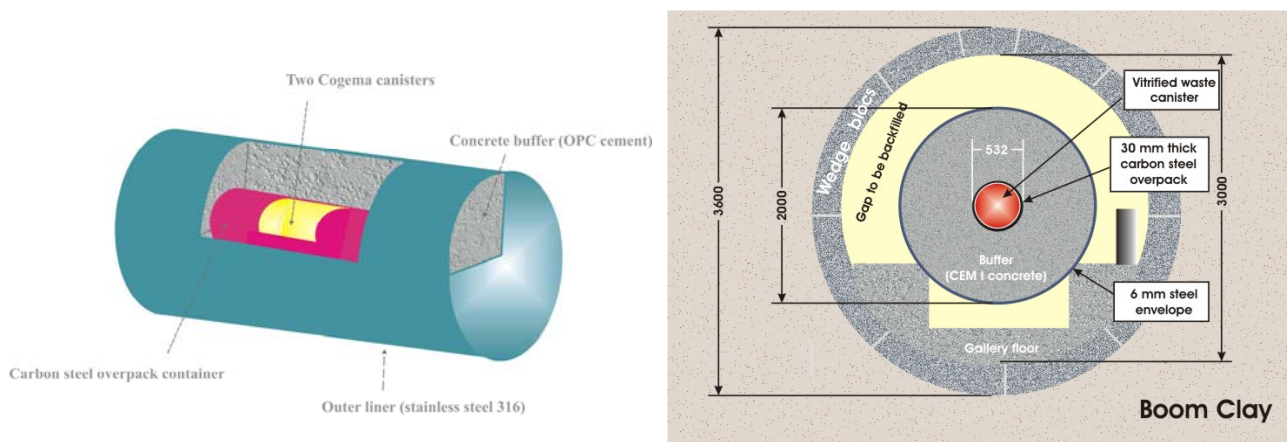 Two Cogema canisters
Concrete buffer (OPC cement)
Carbon steel overpack container
Outer liner (stainless steel 316)
Wedge blocs
Gap to be backfilled
3600
2000
532
3000
Vitrified waste
canister
30 mm thick
carbon steel
overpack
Buffer
(CEM I concrete)
6 mm steel
envelope
Gallery floor
Boom Clay